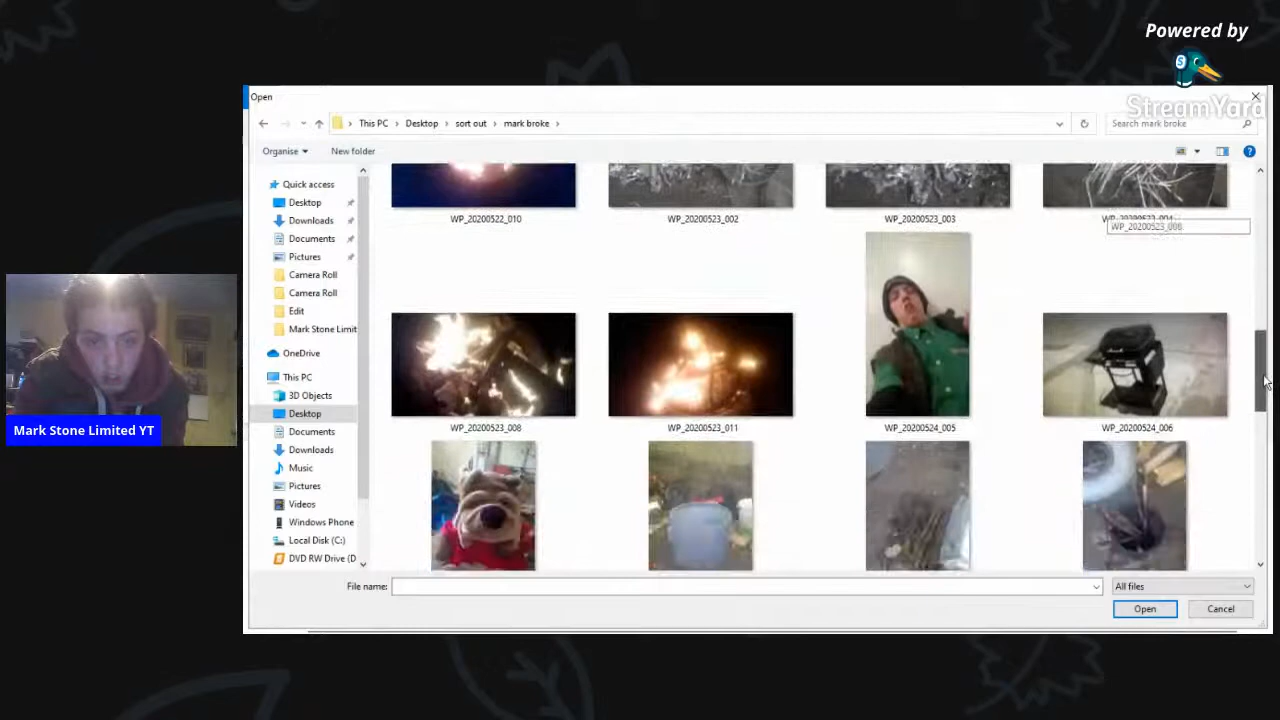 Powered by
StreamYard
Open
This PC
Desktop
sort out
mark broke
Search mark broke
Organise
New folder
Quick access
Desktop
Downloads
Documents
Pictures
Camera Roll
Camera Roll
Edit
Mark Stone Limit
OneDrive
This PC
3D Objects
Desktop
Documents
Downloads
Music
Pictures
Videos
Windows Phone
Local Disk (C:)
DVD RW Drive (D
WP_20200522_010
WP_20200523_002
WP_20200523_003
WP_20200523_004
WP_20200523_008
WP_20200523_008
WP_20200523_011
WP_20200524_005
WP_20200524_006
File name:
All files
Open
Cancel
Mark Stone Limited YT